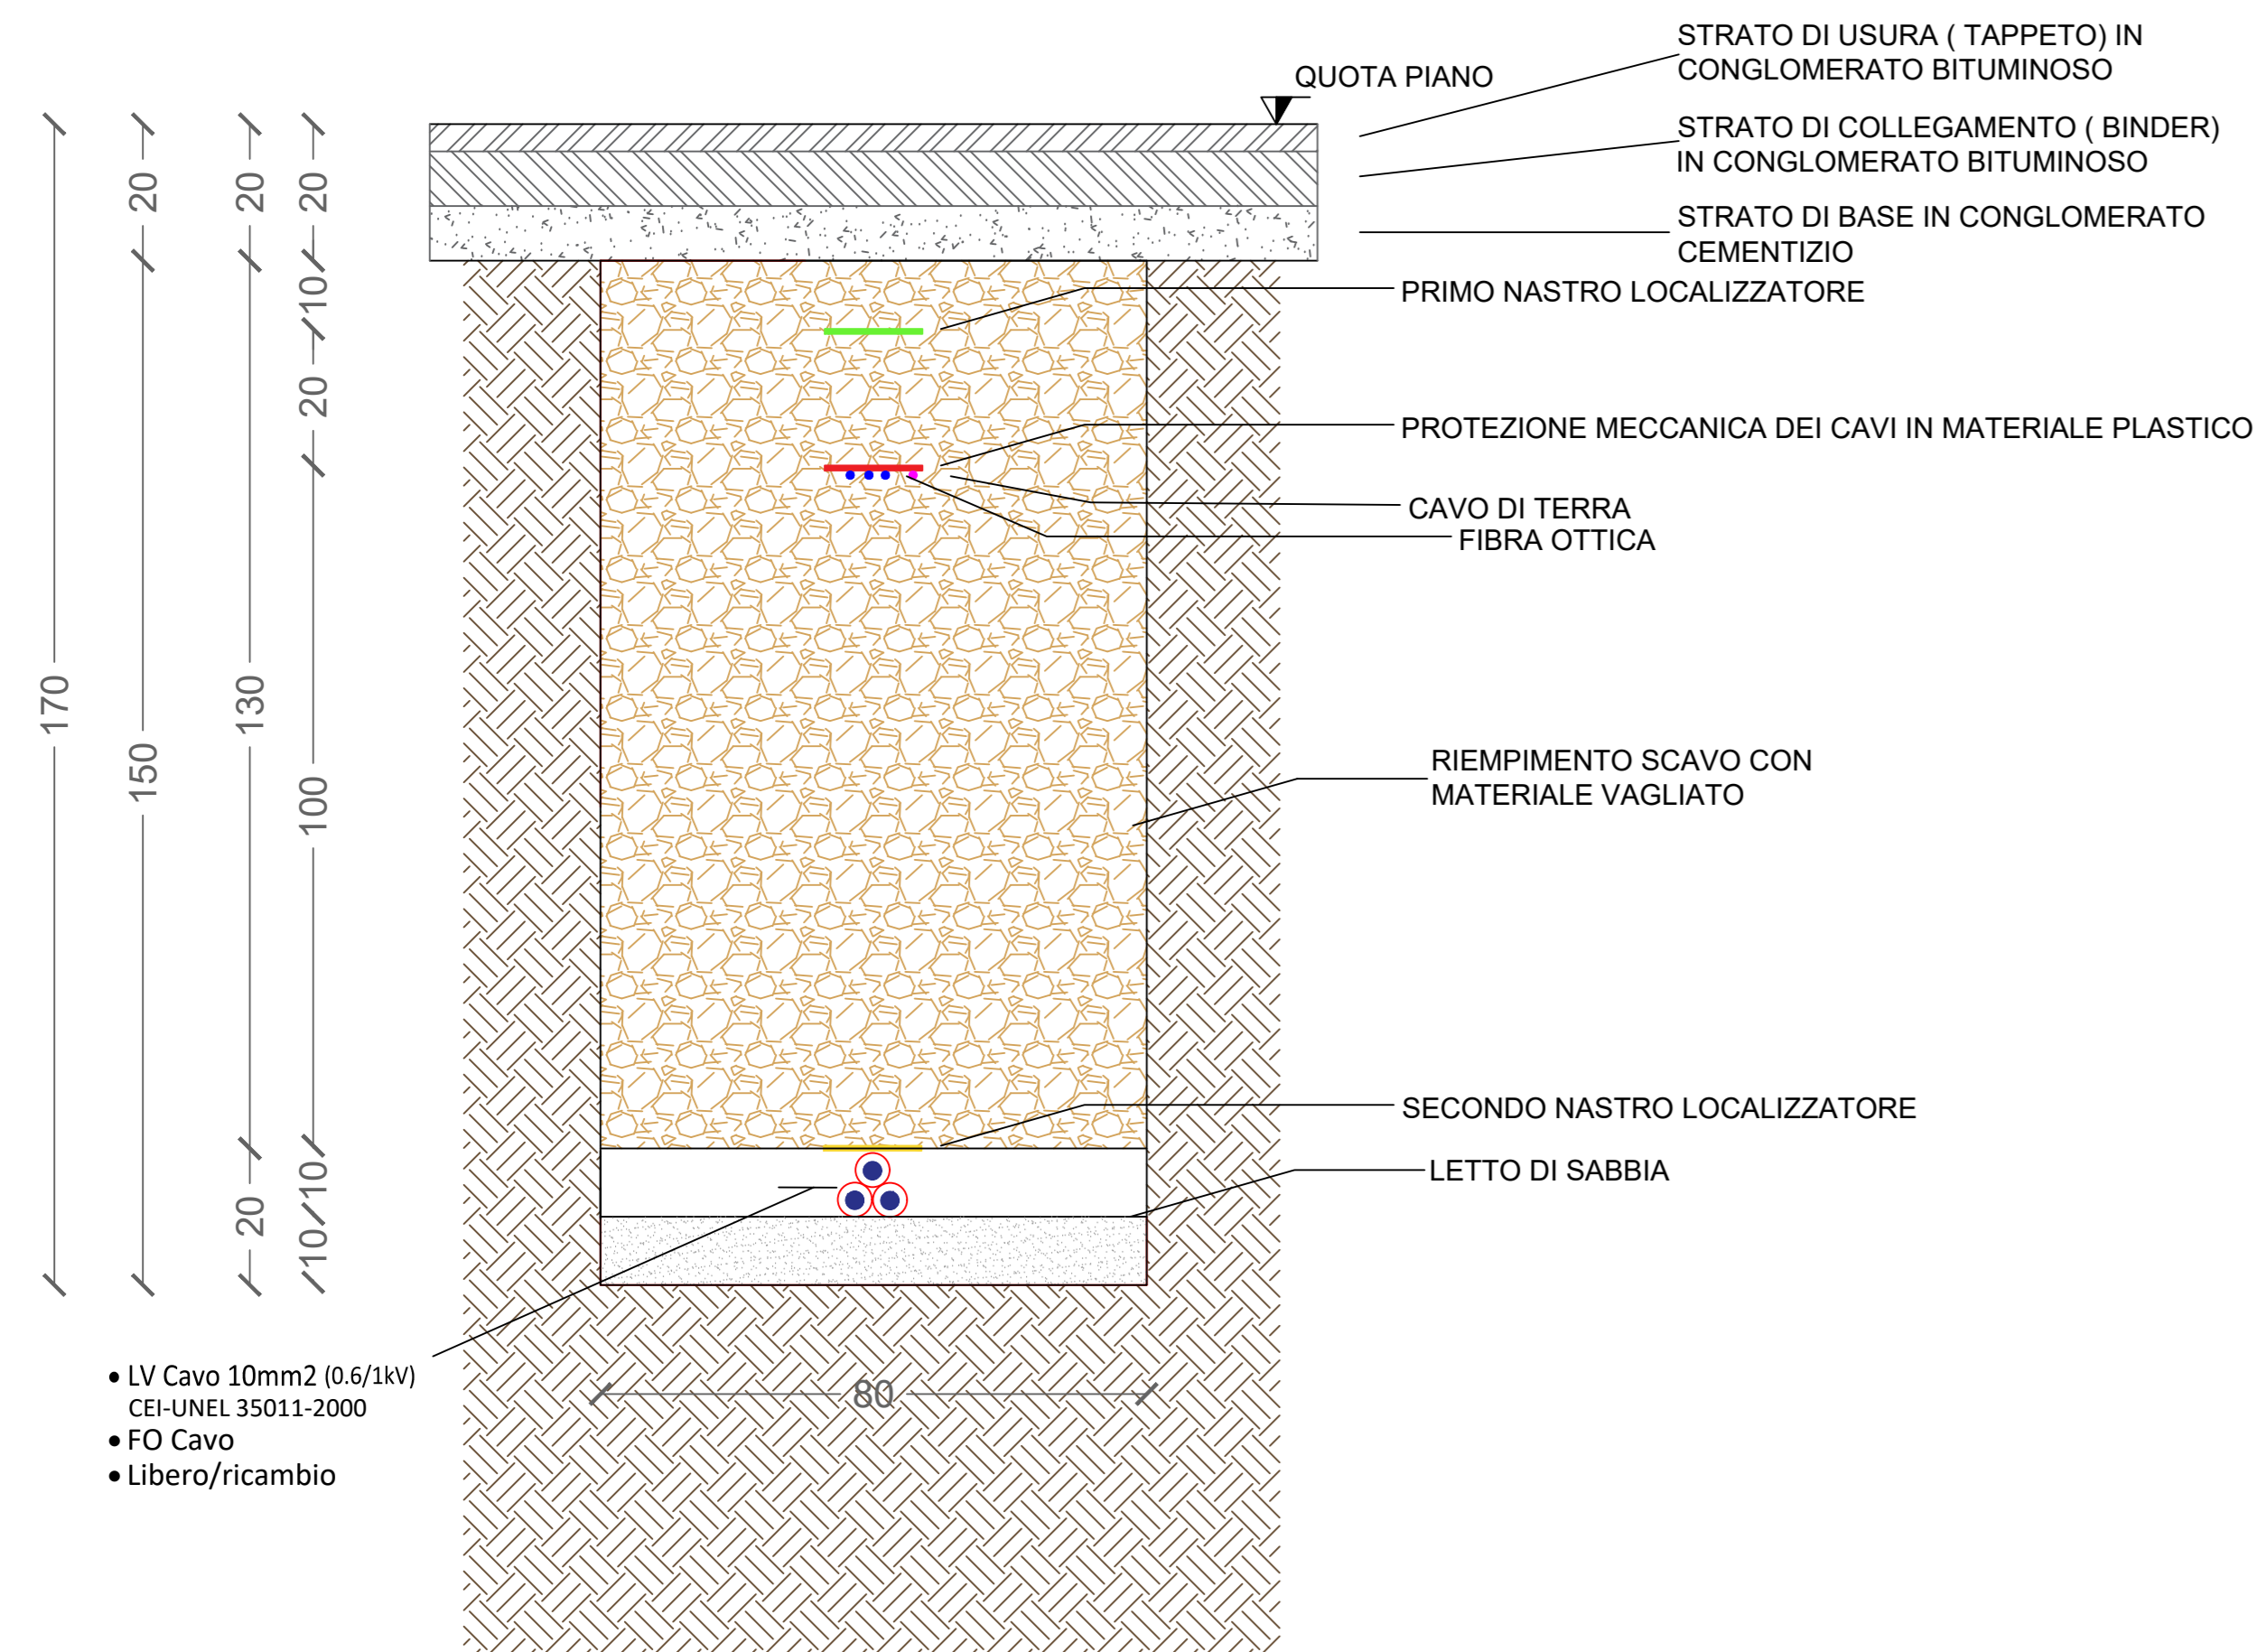 QUOTA PIANO
STRATO DI USURA ( TAPPETO) IN
CONGLOMERATO BITUMINOSO
STRATO DI COLLEGAMENTO ( BINDER)
IN CONGLOMERATO BITUMINOSO
STRATO DI BASE IN CONGLOMERATO
CEMENTIZIO
PRIMO NASTRO LOCALIZZATORE
PROTEZIONE MECCANICA DEI CAVI IN MATERIALE PLASTICO
CAVO DI TERRA
FIBRA OTTICA
RIEMPIMENTO SCAVO CON
MATERIALE VAGLIATO
SECONDO NASTRO LOCALIZZATORE
LETTO DI SABBIA
170
20
150
20
130
20
20
10
20
100
10
10
80
• LV Cavo 10mm2 (0.6/1kV)
CEI-UNEL 35011-2000
• FO Cavo
• Libero/ricambio